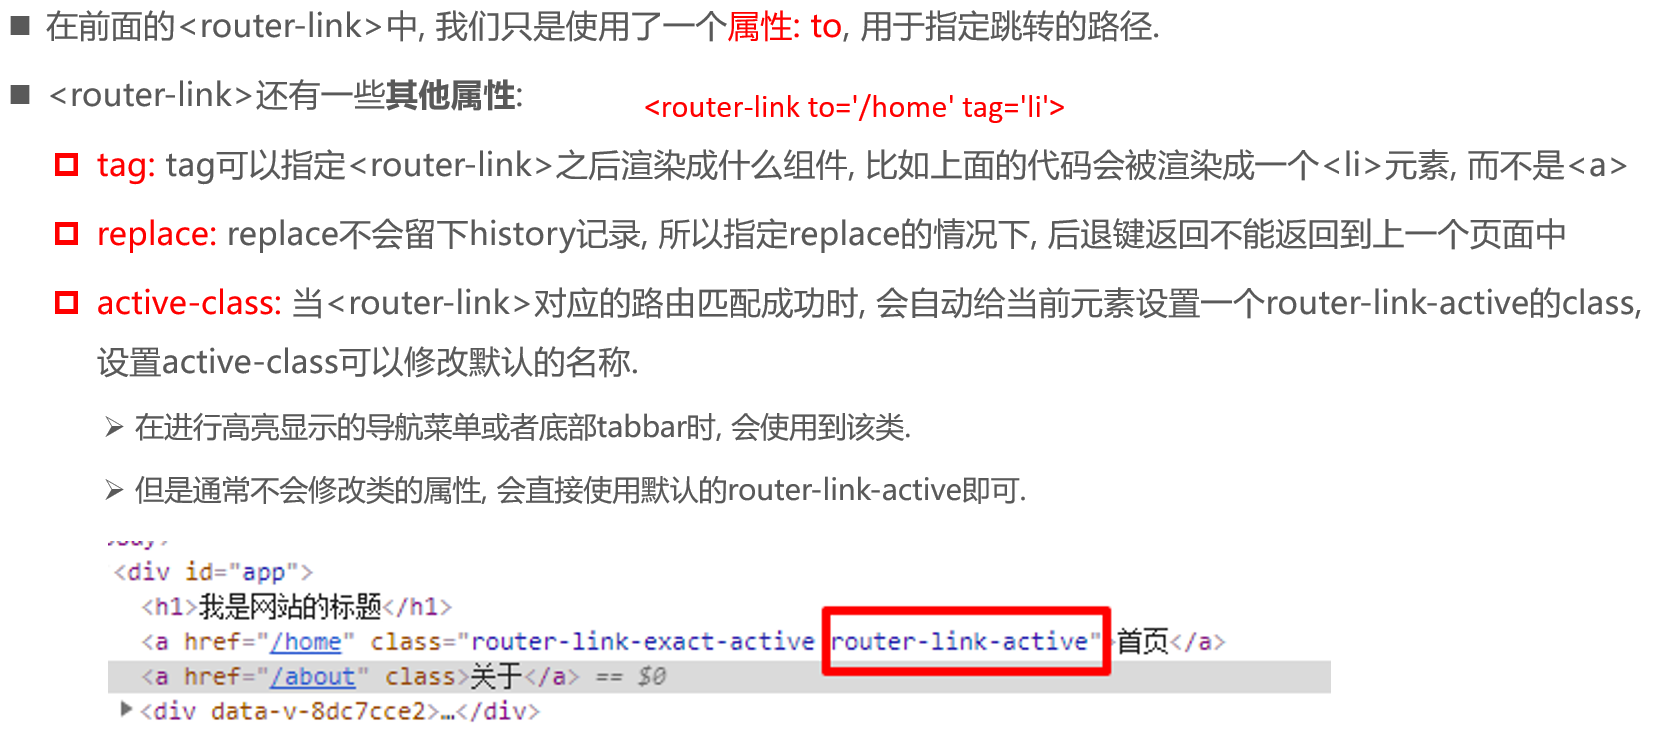 在前面的<router-link>中, 我们只是使用了一个属性: to, 用于指定跳转的路径.
<router-link>还有一些其他属性:
<router-link to='/home' tag='li'>
tag: tag可以指定<router-link>之后渲染成什么组件, 比如上面的代码会被渲染成一个<li>元素, 而不是<a>
replace: replace不会留下history记录, 所以指定replace的情况下, 后退键返回不能返回到上一个页面中
active-class: 当<router-link>对应的路由匹配成功时, 会自动给当前元素设置一个router-link-active的class,
设置active-class可以修改默认的名称.
在进行高亮显示的导航菜单或者底部tabbar时, 会使用到该类.
但是通常不会修改类的属性, 会直接使用默认的router-link-active即可.
<div id="app">
<h1>我是网站的标题</h1>
<a href="/home" class="router-link-exact-active router-link-active">首页</a>
<a href="/about" class>关于</a> == $0
<div data-v-8dc7cce2>…</div>